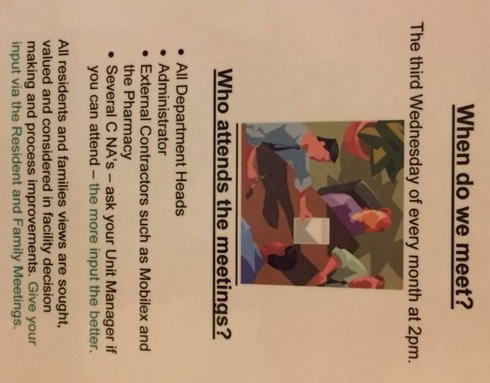 When do we meet?
The third Wednesday of every month at 2pm.
Who attends the meetings?
• All Department Heads
• Administrator
• External Contractors such as Mobilex and
the Pharmacy
• Several C NA's – ask your Unit Manager if
you can attend – the more input the better.
All residents and families views are sought,
valued and considered in facility decision
making and process improvements. Give your
input via the Resident and Family Meetings.